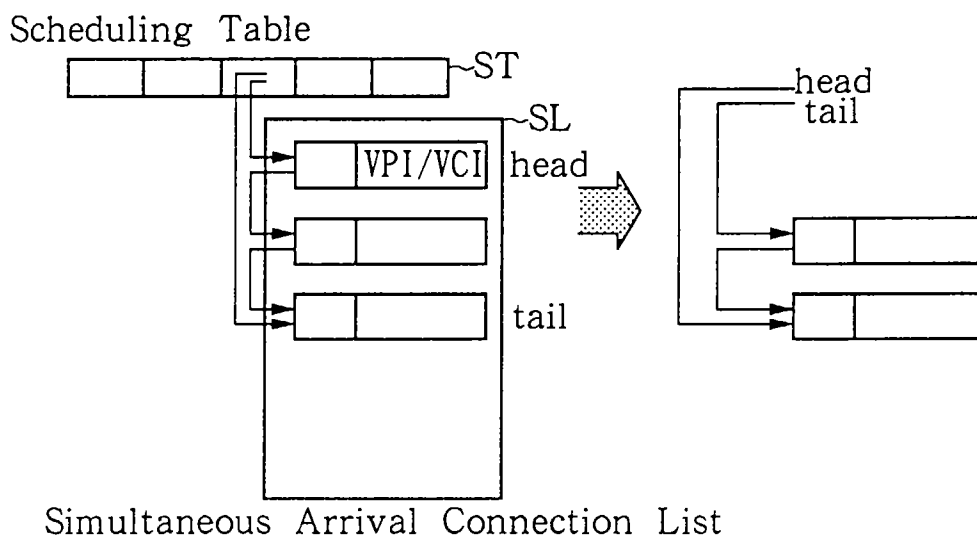 Scheduling Table
ST
SL
VPI/VCI head
tail
head
tail
Simultaneous Arrival Connection List